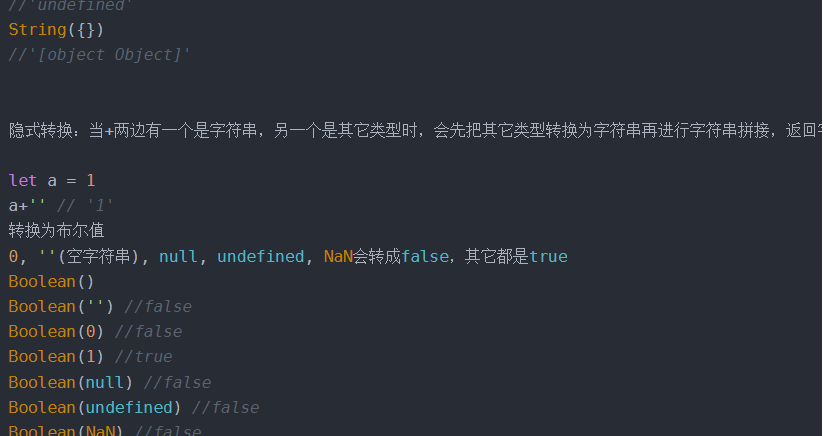 //'undefined'
String({})
//'[object Object]'
隐式转换：当+两边有一个是字符串，另一个是其它类型时，会先把其它类型转换为字符串再进行字符串拼接，返回
let a = 1
a+'' // '1'
转换为布尔值
0, ''(空字符串), null, undefined, NaN会转成false，其它都是true
Boolean()
Boolean('') //false
Boolean(0) //false
Boolean(1) //true
Boolean(null) //false
Boolean(undefined) //false
Boolean(NaN) //false